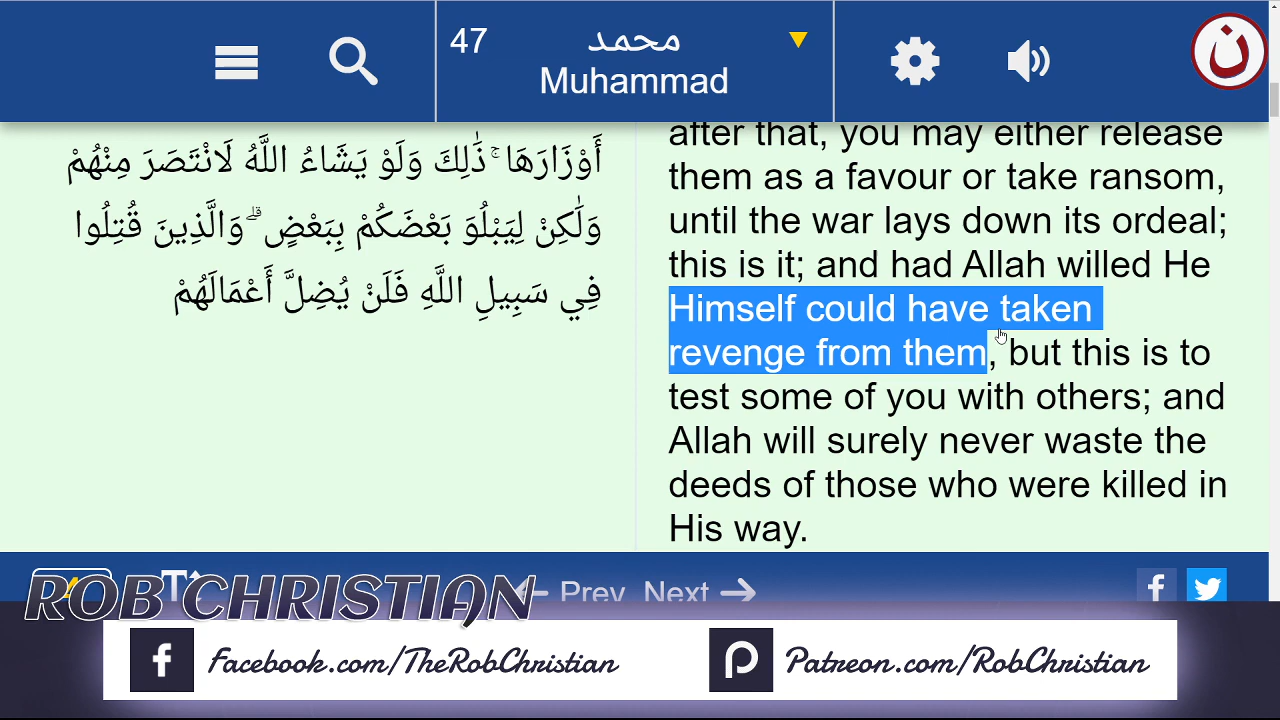 47
محمد
Muhammad
ن
أَوْزَارَهَا ۚ ذَٰلِكَ وَلَوْ يَشَاءُ اللَّهُ لَانْتَصَرَ مِنْهُمْ
وَلَٰكِنْ لِيَبْلُوَ بَعْضَكُمْ بِبَعْضٍ ۗ وَالَّذِينَ قُتِلُوا
فِي سَبِيلِ اللَّهِ فَلَنْ يُضِلَّ أَعْمَالَهُمْ
after that, you may either release
them as a favour or take ransom,
until the war lays down its ordeal;
this is it; and had Allah willed He
Himself could have taken
revenge from them, but this is to
test some of you with others; and
Allah will surely never waste the
deeds of those who were killed in
His way.
Prev Next
ROB CHRISTIAN
Facebook.com/TheRobChristian
Patreon.com/RobChristian